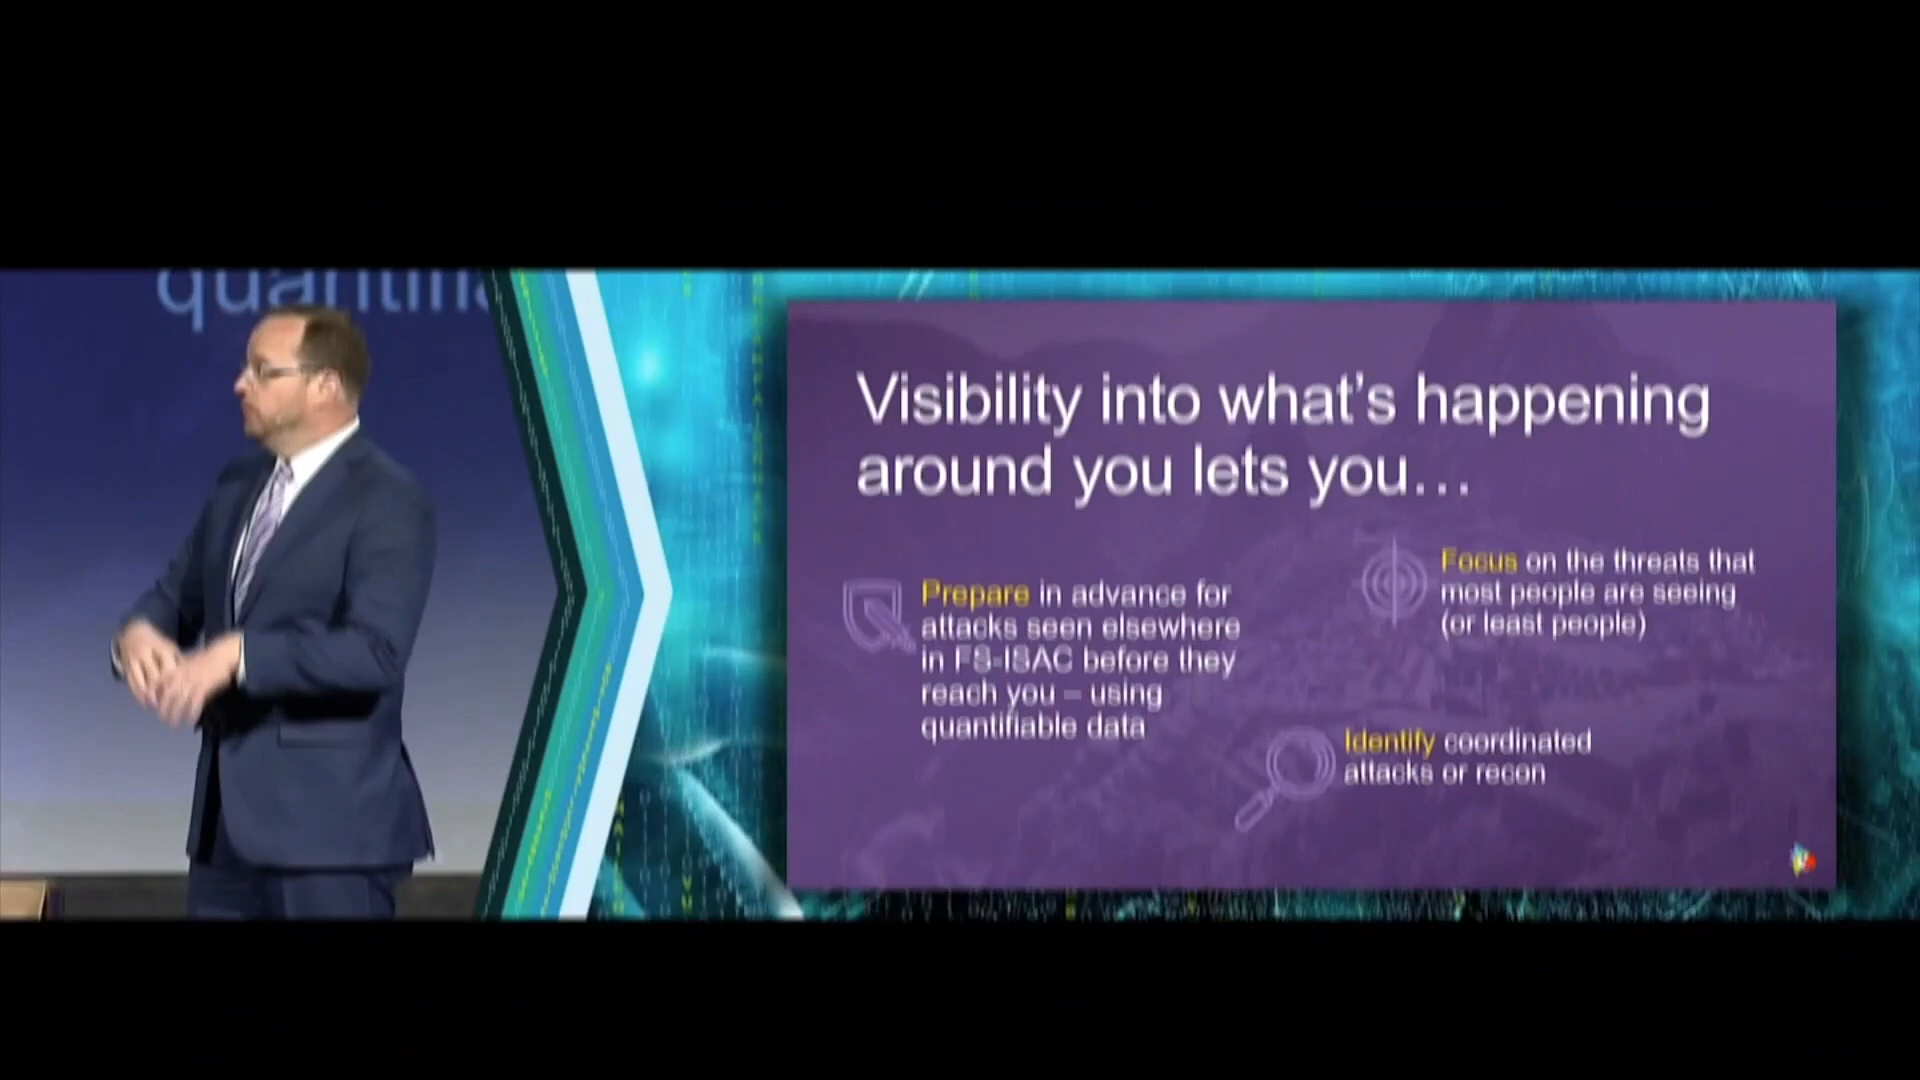 quantifia
Visibility into what's happening
around you lets you...
Prepare in advance for
attacks seen elsewhere
in FS-ISAC before they
reach you – using
quantifiable data
Focus on the threats that
most people are seeing
(or least people)
Identify coordinated
attacks or recon